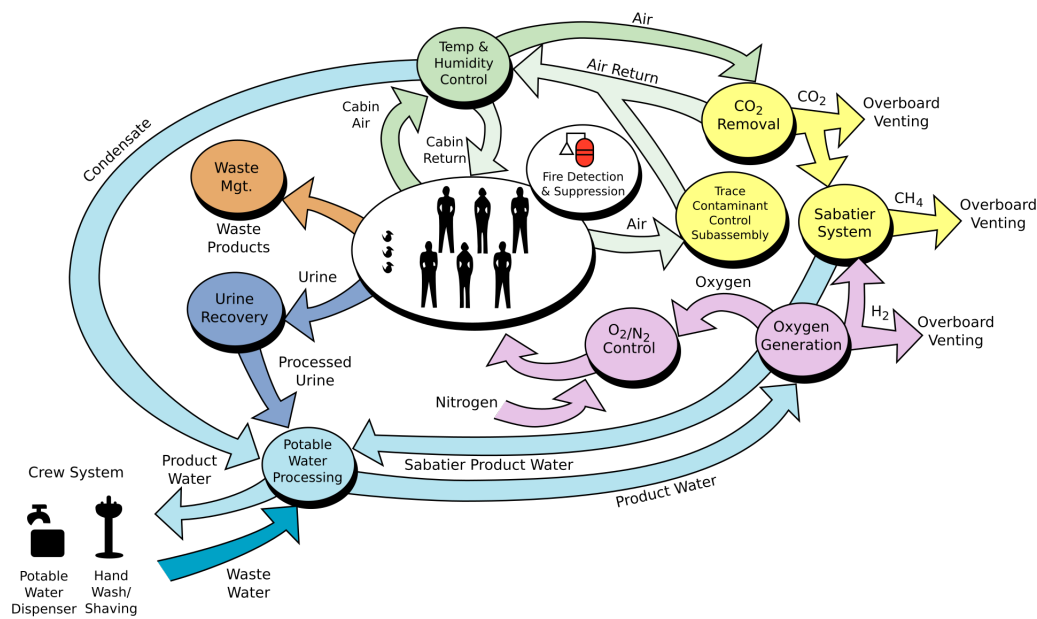 Air
Temp &
Humidity
Control
Air Return
CO2
Removal
CO2
Overboard
Venting
Cabin
Air
Cabin
Return
Condensate
Waste
Mgt.
Waste
Products
Fire Detection
& Suppression
Trace
Contaminant
Control
Subassembly
Sabatier
System
CH4
Overboard
Venting
Air
Urine
Urine
Recovery
Oxygen
O2/N2
Control
Oxygen
Generation
H2
Overboard
Venting
Processed
Urine
Nitrogen
Potable
Water
Processing
Sabatier Product Water
Product Water
Product
Water
Crew System
Waste
Water
Potable
Water
Dispenser
Hand
Wash/
Shaving